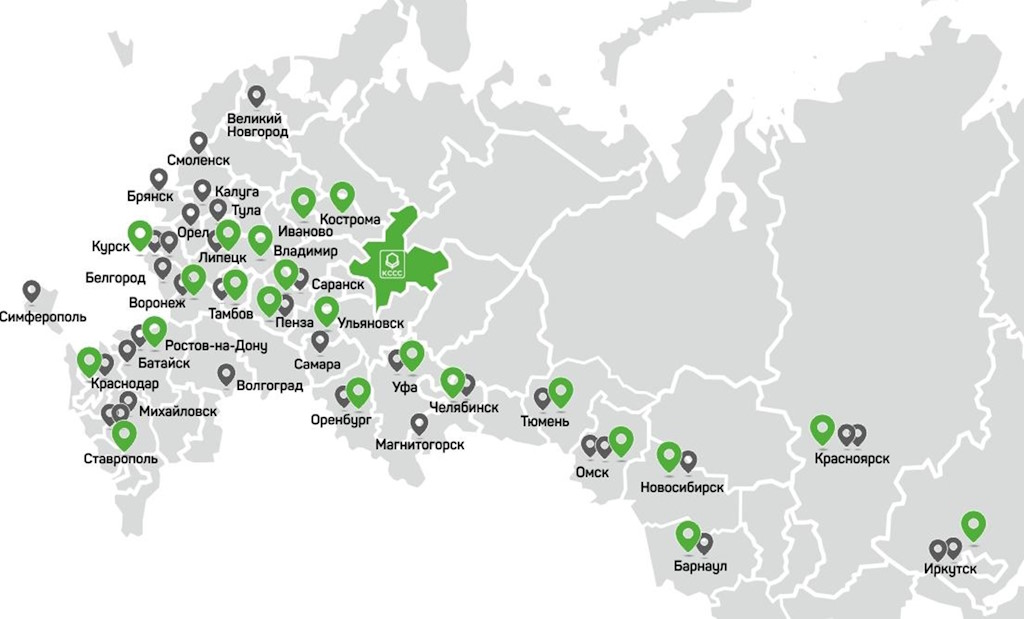 Великий
Новгород
Смоленск
Брянск
Калуга
Тула
Кострома
Орел
Иваново
Курск
Владимир
Липецк
КССС
Белгород
Саранск
Воронеж
Тамбов
Симферополь
Пенза
Ульяновск
Ростов-на-Дону
Батайск
Самара
Краснодар
Волгоград
Уфа
Михайловск
Челябинск
Оренбург
Тюмень
Магнитогорск
Ставрополь
Красноярск
Омск
Новосибирск
Барнаул
Иркутск